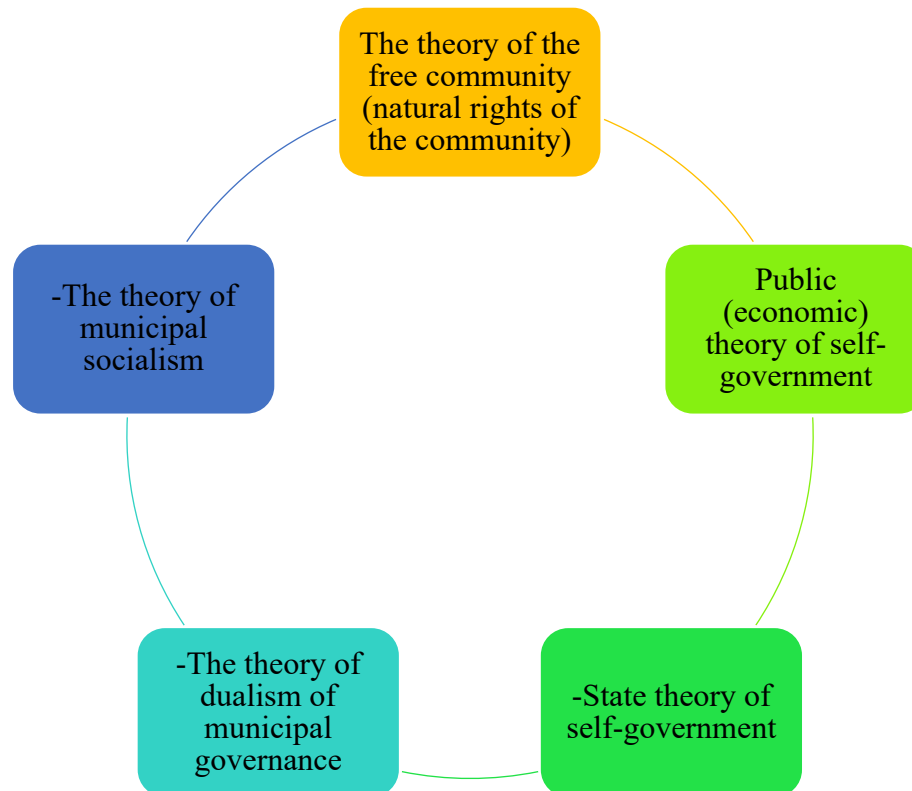 The theory of the
free community
(natural rights of
the community)
Public
(economic)
theory of self-
government
-State theory of
self-government
-The theory of
dualism of
municipal
governance
-The theory of
municipal
socialism